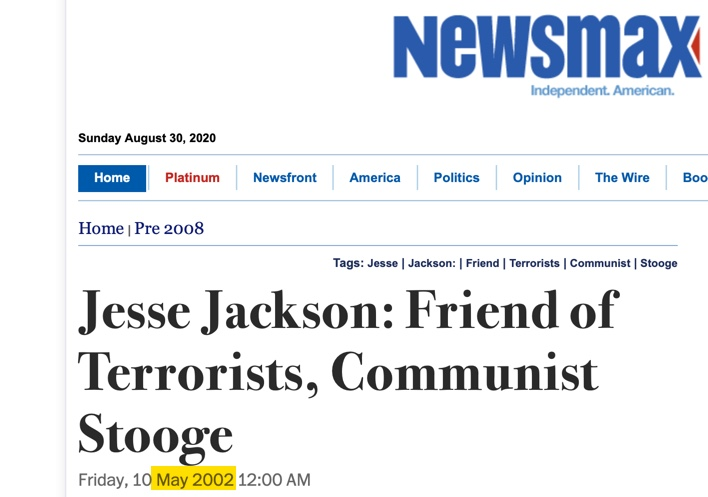 Newsmax
Independent. American.
Sunday August 30, 2020
Home Platinum Newsfront America Politics Opinion The Wire Boo
Home | Pre 2008
Tags: Jesse | Jackson: | Friend | Terrorists | Communist | Stooge
Jesse Jackson: Friend of
Terrorists, Communist
Stooge
Friday, 10 May 2002 12:00 AM